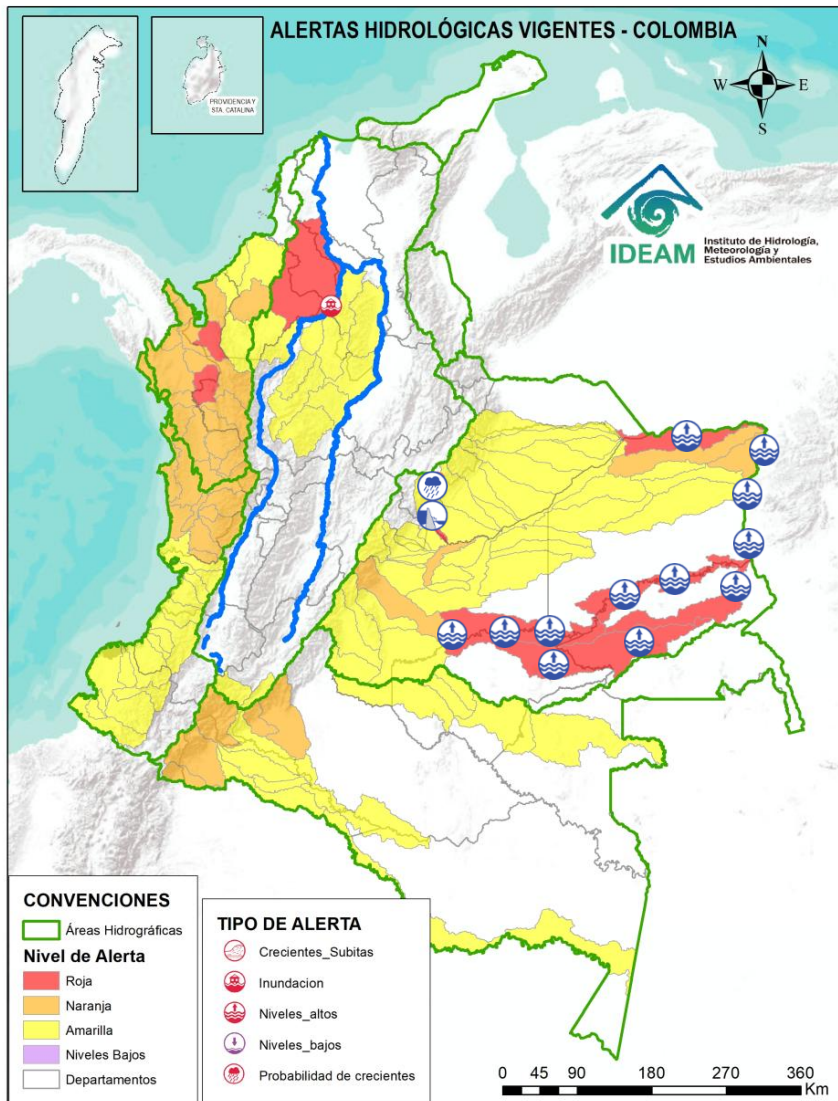 ALERTAS HIDROLÓGICAS VIGENTES - COLOMBIA
PROVIDENCIA Y
STA. CATALINA
N
W
E
S
IDEAM
Instituto de Hidrología,
Meteorología y
Estudios Ambientales
CONVENCIONES
Áreas Hidrográficas
Nivel de Alerta
Roja
Naranja
Amarilla
Niveles Bajos
Departamentos
TIPO DE ALERTA
Crecientes_Subitas
Inundacion
Niveles_altos
Niveles_bajos
Probabilidad de crecientes
0 45 90 180 270 360
Km